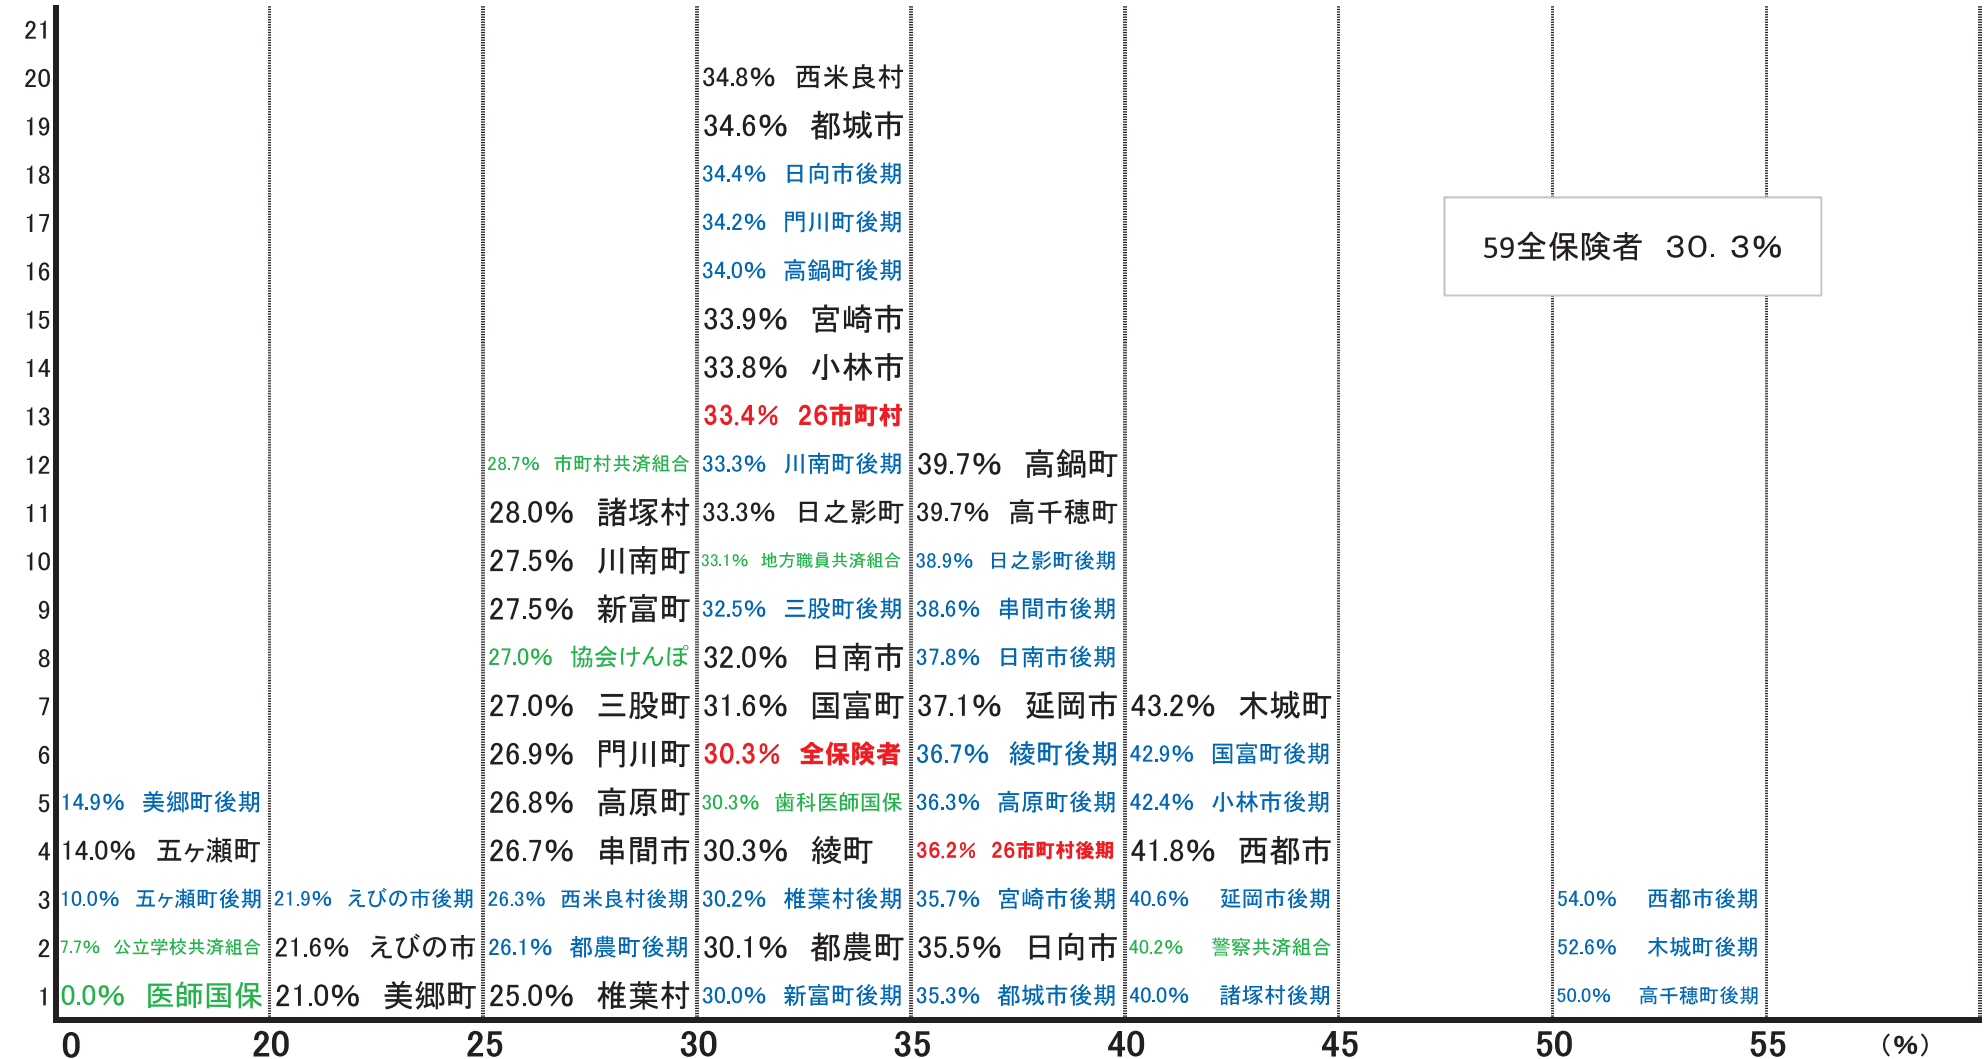 21
20 34.8% 西米良村
19 34.6% 都城市
18 34.4% 日向市後期
17 34.2% 門川町後期
59全保険者 30.3%
16 34.0% 高鍋町後期
15 33.9% 宮崎市
14 33.8% 小林市
13 33.4% 26市町村
12 28.7% 市町村共済組合 33.3% 川南町後期 39.7% 高鍋町
11 28.0% 諸塚村 33.3% 日之影町 39.7% 高千穂町
10 27.5% 川南町 33.1% 地方職員共済組合 38.9% 日之影町後期
9 27.5% 新富町 32.5% 三股町後期 38.6% 串間市後期
8 27.0% 協会けんぽ 32.0% 日南市 37.8% 日南市後期
7 27.0% 三股町 31.6% 国富町 37.1% 延岡市 43.2% 木城町
6 26.9% 門川町 30.3% 全保険者 36.7% 綾町後期 42.9% 国富町後期
5 14.9% 美郷町後期 26.8% 高原町 30.3% 歯科医師国保 36.3% 高原町後期 42.4% 小林市後期
4 14.0% 五ヶ瀬町 26.7% 串間市 30.3% 綾町 36.2% 26市町村後期 41.8% 西都市
3 10.0% 五ヶ瀬町後期 21.9% えびの市後期 26.3% 西米良村後期 30.2% 椎葉村後期 35.7% 宮崎市後期 40.6% 延岡市後期 54.0% 西都市後期
2 7.7% 公立学校共済組合 21.6% えびの市 26.1% 都農町後期 30.1% 都農町 35.5% 日向市 40.2% 警察共済組合 52.6% 木城町後期
1 0.0% 医師国保 21.0% 美郷町 25.0% 椎葉村 30.0% 新富町後期 35.3% 都城市後期 40.0% 諸塚村後期 50.0% 高千穂町後期
0 20 25 30 35 40 45 50 55 (%)